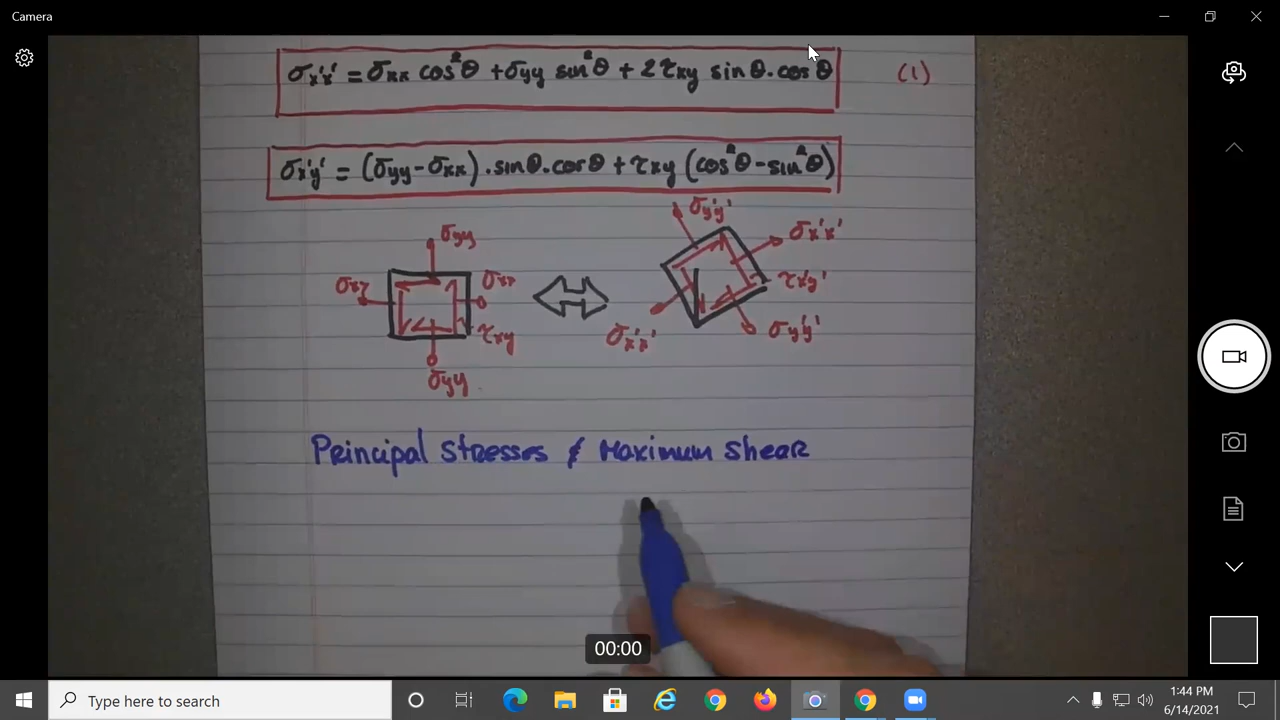 Camera
σx'x' = σxx cos²θ + σyy sin²θ + 2τxy sinθ.cosθ (1)
σx'y' = (σyy - σxx).sinθ.cosθ + τxy (cos²θ - sin²θ)
σyy
σxx σxx
τxy
σyy
σy'y'
σx'x'
τx'y'
σx'x' σy'y'
Principal Stresses & Maximum Shear
00:00
Type here to search
1:44 PM
6/14/2021